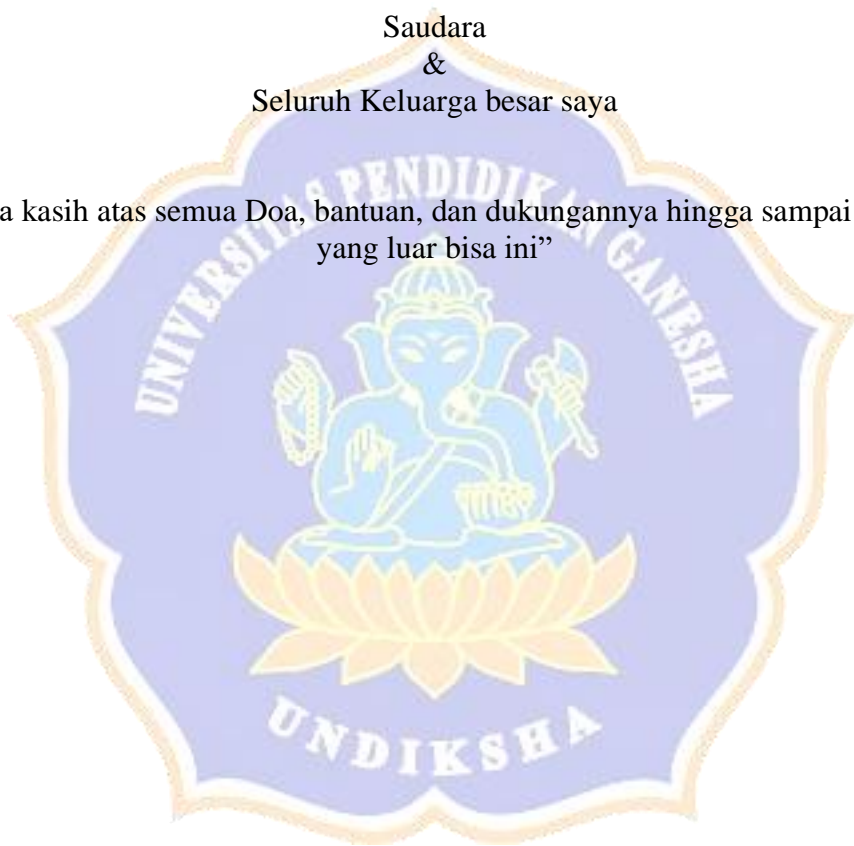 Saudara
&
Seluruh Keluarga besar saya
a kasih atas semua Doa, bantuan, dan dukungannya hingga sampai
yang luar bisa ini”
UNIVERSITAS PENDIDIKAN GANESHA
UNDIKSHA